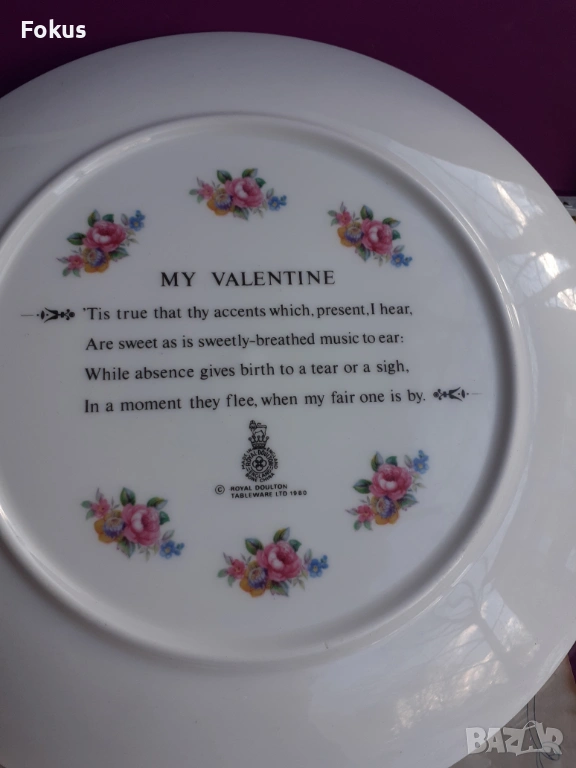 Fokus
MY VALENTINE
'Tis true that thy accents which, present, I hear,
Are sweet as is sweetly-breathed music to ear:
While absence gives birth to a tear or a sigh,
In a moment they flee, when my fair one is by.
ROYAL DOULTON
© ROYAL DOULTON
TABLEWARE LTD 1980
BAZAR